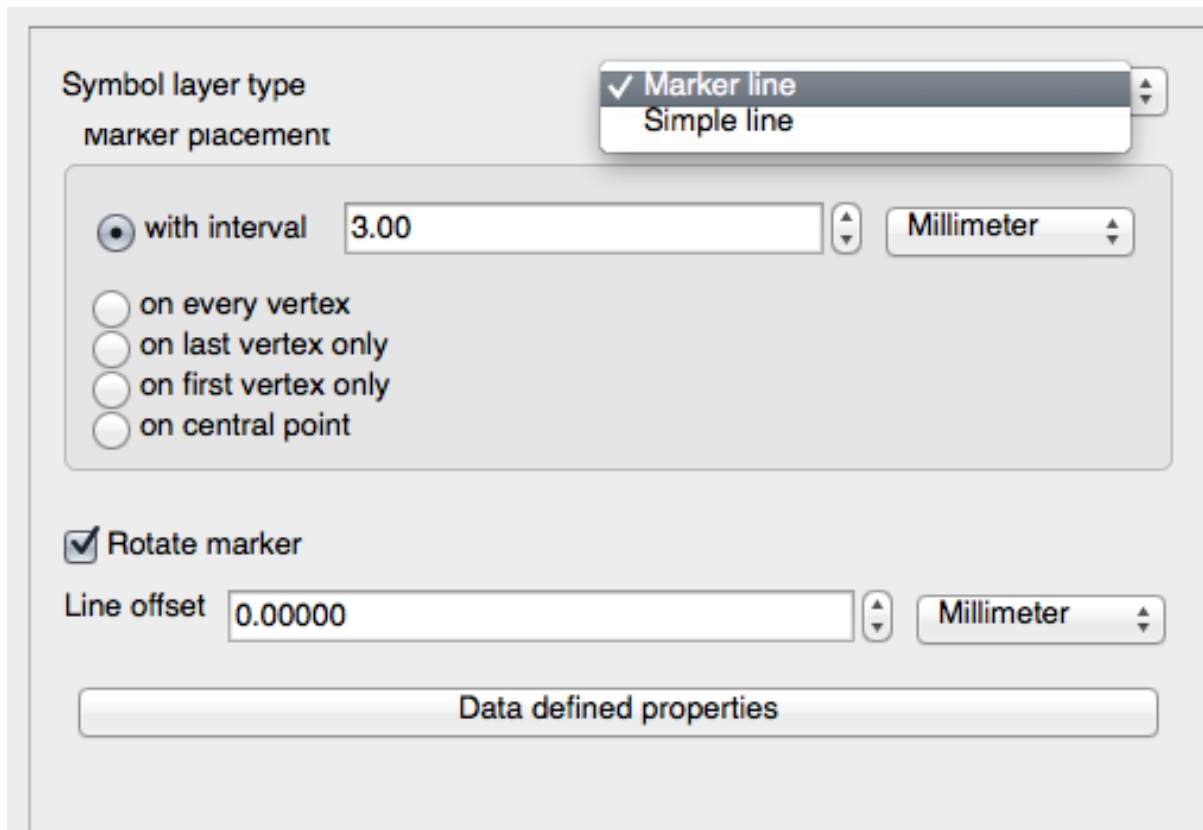 Symbol layer type
Marker line
Simple line
Marker placement
with interval 3.00 Millimeter
on every vertex
on last vertex only
on first vertex only
on central point
Rotate marker
Line offset 0.00000 Millimeter
Data defined properties